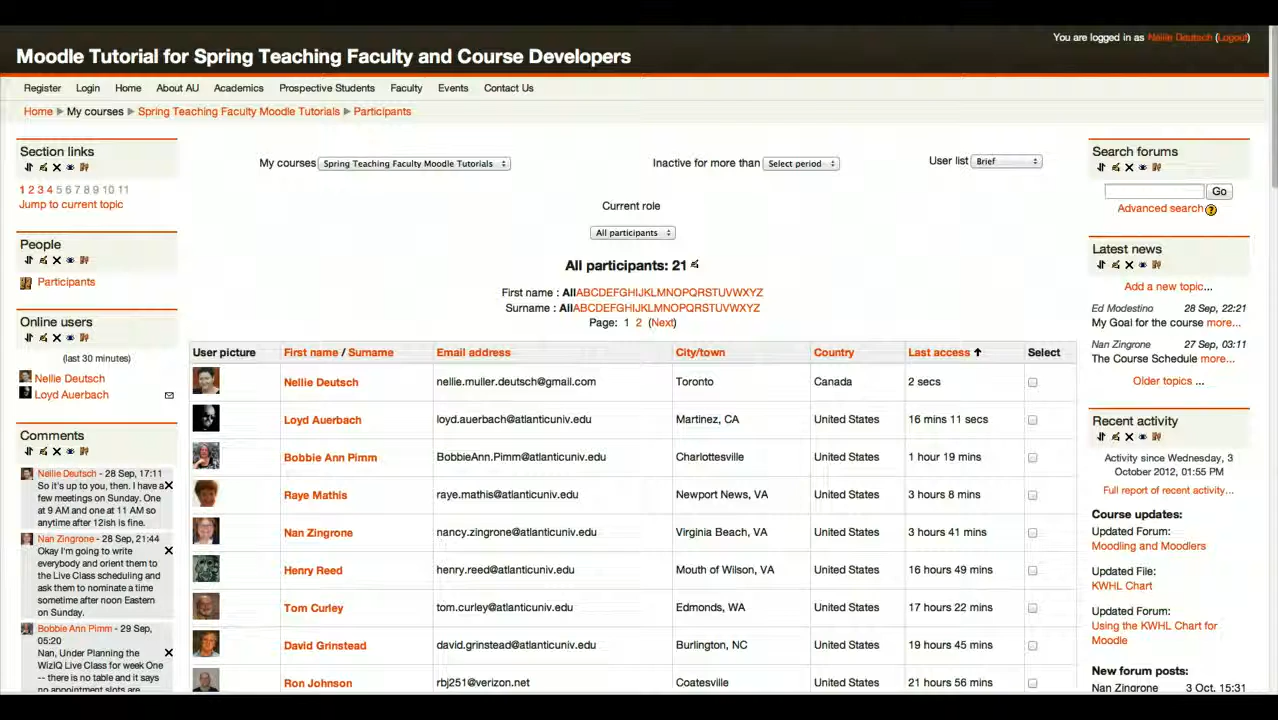 You are logged in as Nellie Deutsch (Logout)
Moodle Tutorial for Spring Teaching Faculty and Course Developers
Register Login Home About AU Academics Prospective Students Faculty Events Contact Us
Home ▶ My courses ▶ Spring Teaching Faculty Moodle Tutorials ▶ Participants
Section links
1 2 3 4 5 6 7 8 9 10 11
Jump to current topic
People
Participants
Online users
(last 30 minutes)
Nellie Deutsch
Loyd Auerbach
Comments
Nellie Deutsch - 28 Sep, 17:11
So it's up to you, then. I have a
few meetings on Sunday. One
at 9 AM and one at 11 AM so
anytime after 12ish is fine.
Nan Zingrone - 28 Sep, 21:44
Okay I'm going to write
everybody and orient them to
the Live Class scheduling and
ask them to nominate a time
sometime after noon Eastern
on Sunday.
Bobbie Ann Pimm - 29 Sep,
05:20
Nan, Under Planning the
WizIQ Live Class for week One
-- there is no table and it says
no appointment slots are
My courses Spring Teaching Faculty Moodle Tutorials
Inactive for more than Select period
User list Brief
Current role
All participants
All participants: 21
First name : All A B C D E F G H I J K L M N O P Q R S T U V W X Y Z
Surname : All A B C D E F G H I J K L M N O P Q R S T U V W X Y Z
Page: 1 2 (Next)
User picture First name / Surname Email address City/town Country Last access ↑ Select
Nellie Deutsch nellie.muller.deutsch@gmail.com Toronto Canada 2 secs
Loyd Auerbach loyd.auerbach@atlanticuniv.edu Martinez, CA United States 16 mins 11 secs
Bobbie Ann Pimm BobbieAnn.Pimm@atlanticuniv.edu Charlottesville United States 1 hour 19 mins
Raye Mathis raye.mathis@atlanticuniv.edu Newport News, VA United States 3 hours 8 mins
Nan Zingrone nancy.zingrone@atlanticuniv.edu Virginia Beach, VA United States 3 hours 41 mins
Henry Reed henry.reed@atlanticuniv.edu Mouth of Wilson, VA United States 16 hours 49 mins
Tom Curley tom.curley@atlanticuniv.edu Edmonds, WA United States 17 hours 22 mins
David Grinstead david.grinstead@atlanticuniv.edu Burlington, NC United States 19 hours 45 mins
Ron Johnson rbj251@verizon.net Coatesville United States 21 hours 56 mins
Search forums
Go
Advanced search ?
Latest news
Add a new topic...
Ed Modestino 28 Sep, 22:21
My Goal for the course more...
Nan Zingrone 27 Sep, 03:11
The Course Schedule more...
Older topics ...
Recent activity
Activity since Wednesday, 3
October 2012, 01:55 PM
Full report of recent activity...
Course updates:
Updated Forum:
Moodling and Moodlers
Updated File:
KWHL Chart
Updated Forum:
Using the KWHL Chart for
Moodle
New forum posts:
Nan Zingrone 3 Oct, 15:31